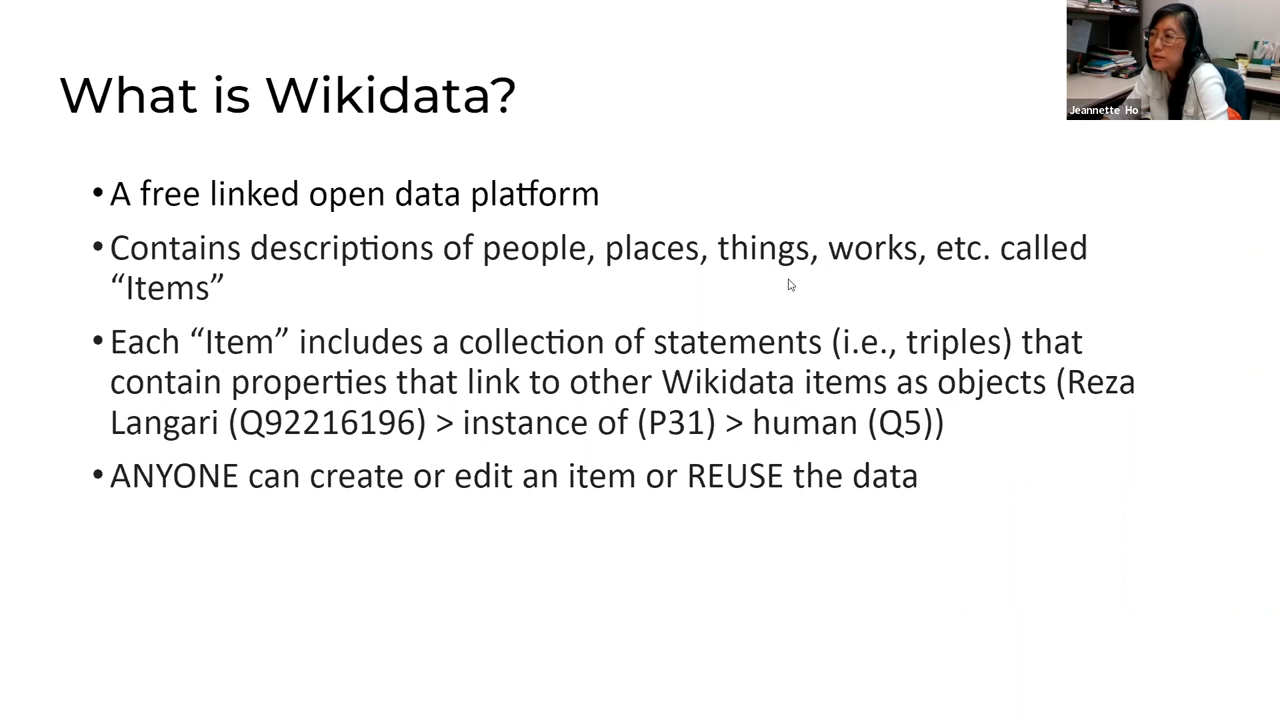 What is Wikidata?
Jeannette Ho
• A free linked open data platform
• Contains descriptions of people, places, things, works, etc. called
“Items”
• Each “Item” includes a collection of statements (i.e., triples) that
contain properties that link to other Wikidata items as objects (Reza
Langari (Q92216196) > instance of (P31) > human (Q5))
• ANYONE can create or edit an item or REUSE the data